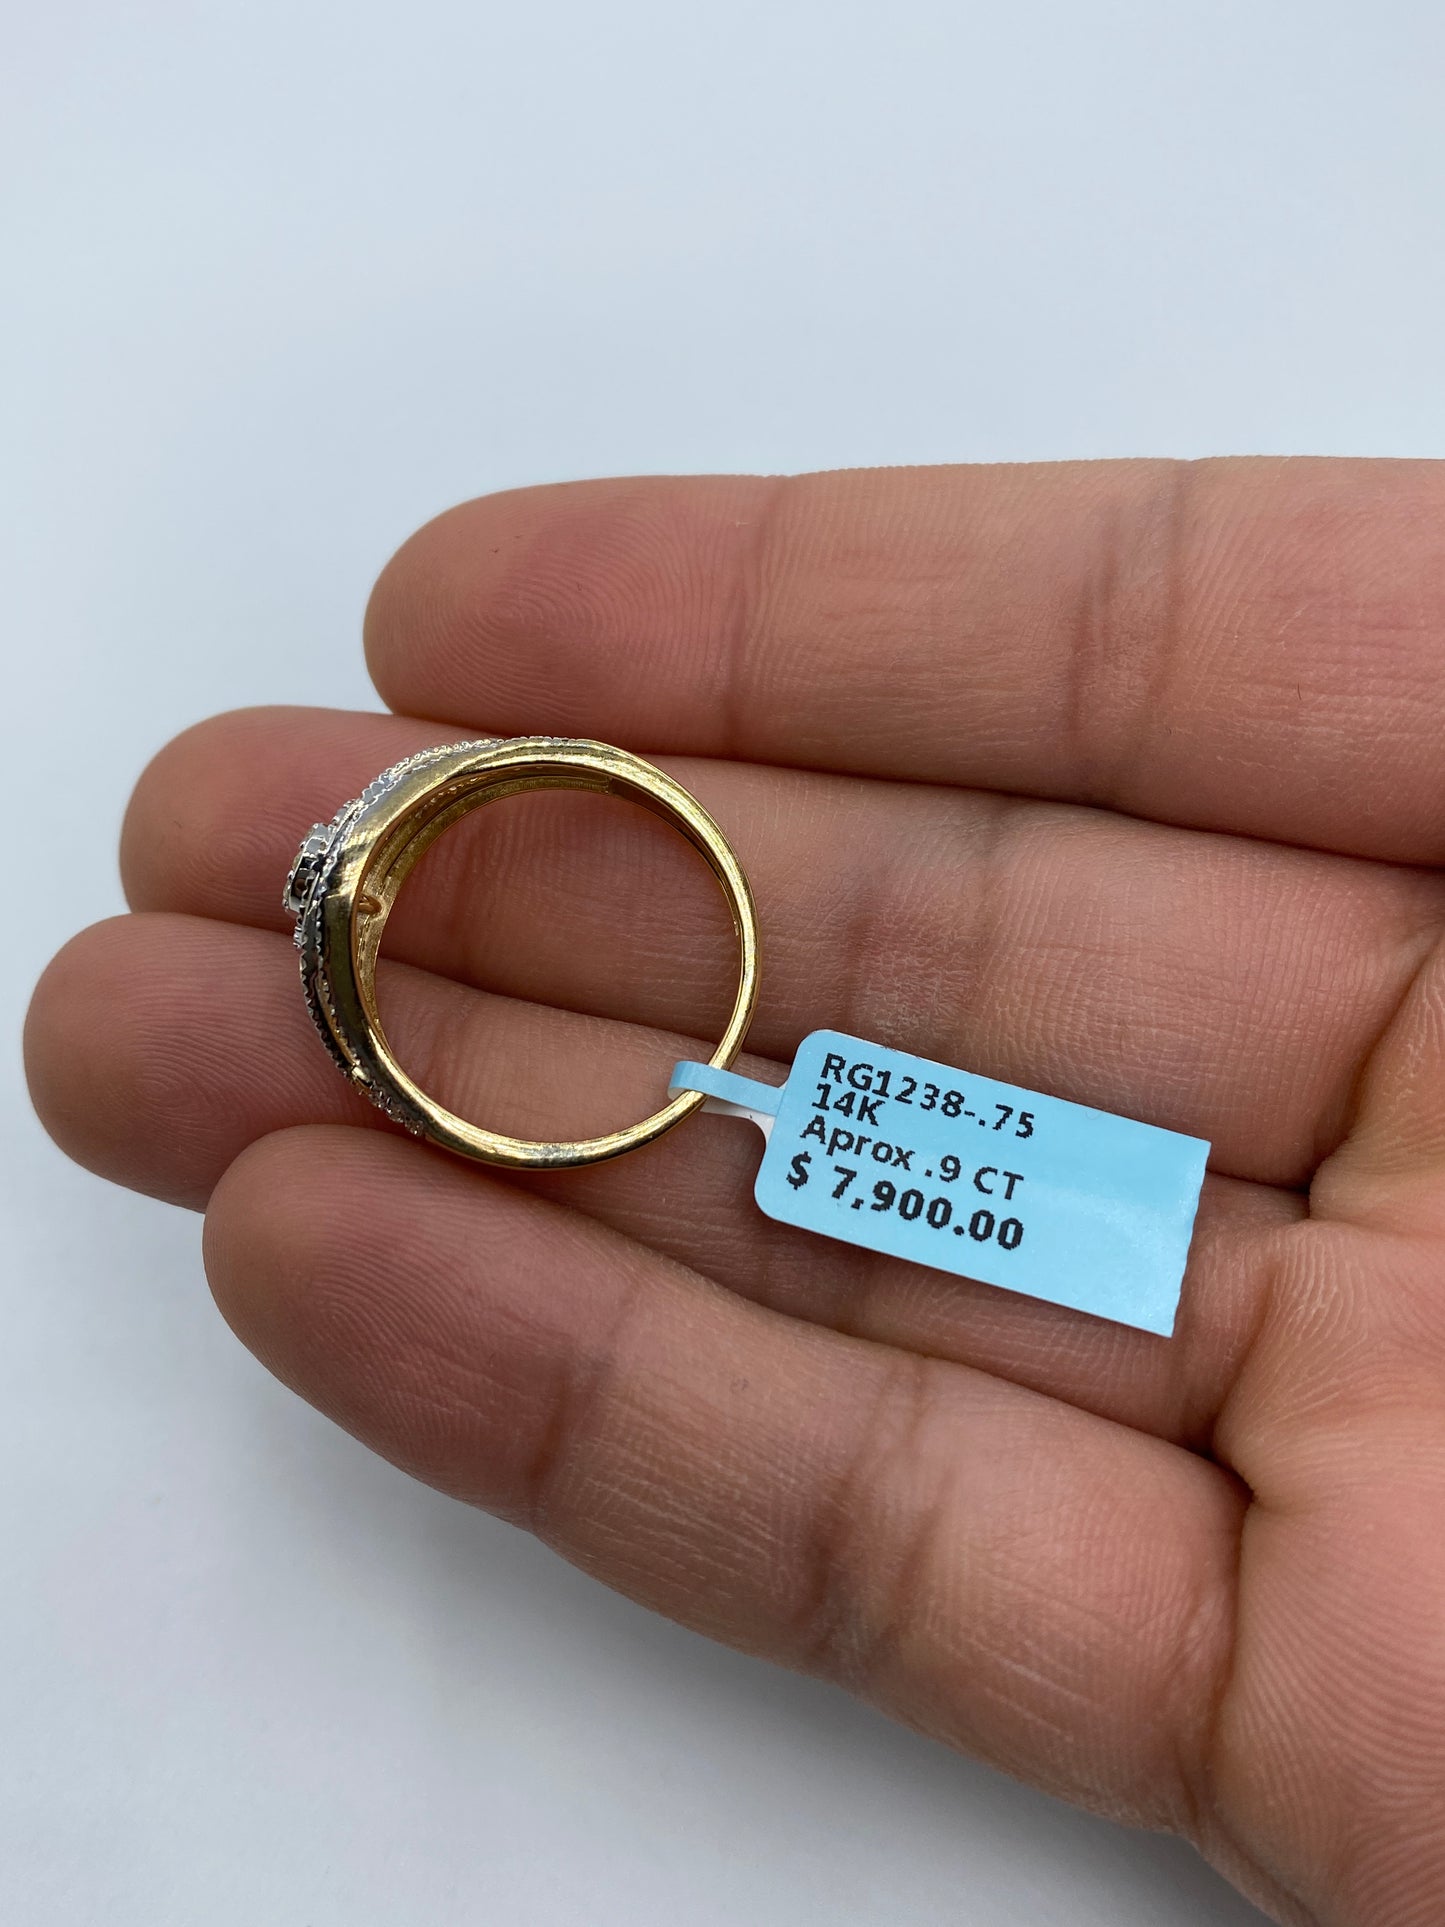 RG1238-.75
14K
Aprox .9 CT
$ 7,900.00